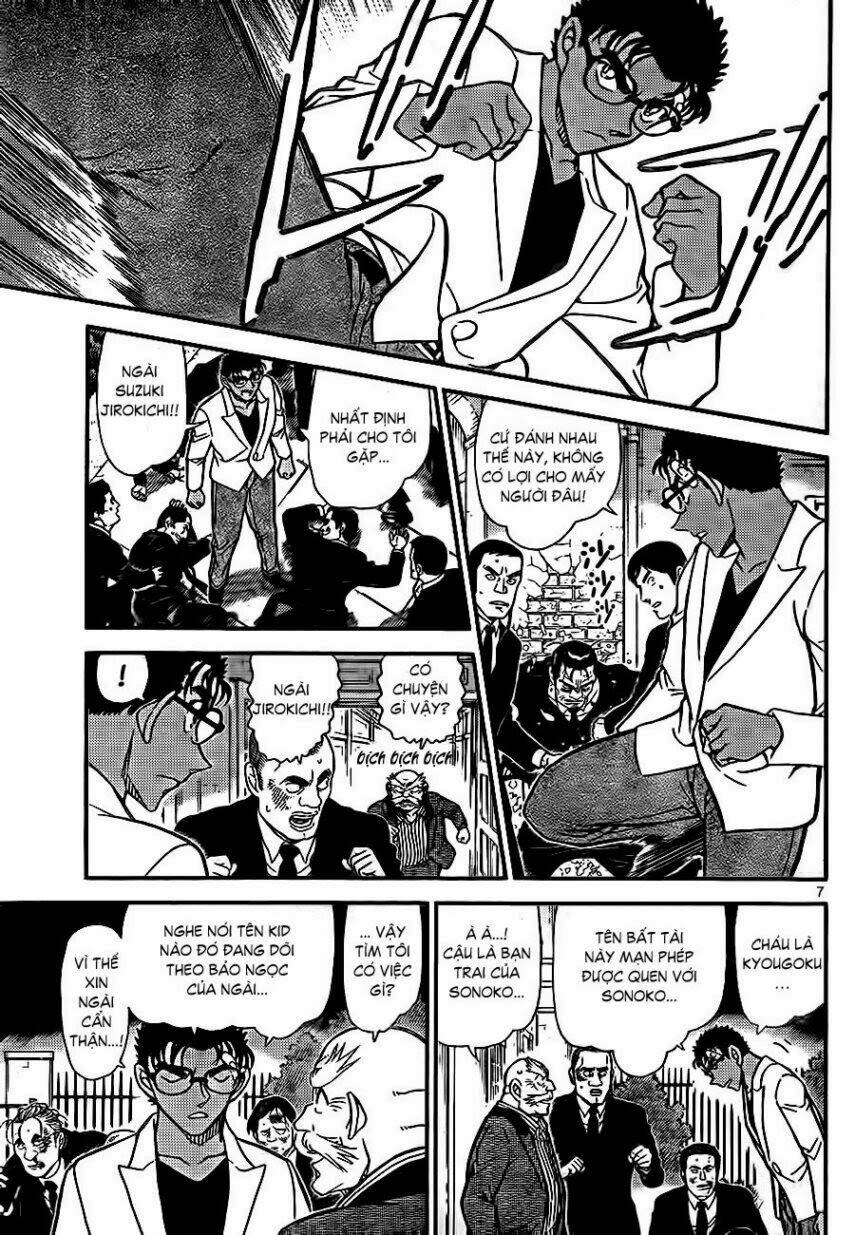 CỨ ĐÁNH NHAU
THẾ NÀY, KHÔNG
CÓ LỢI CHO MẤY
NGƯỜI ĐÂU!
NHẤT ĐỊNH
PHẢI CHO TÔI
GẶP...
NGÀI
SUZUKI
JIROKICHI!!
CÓ
CHUYỆN
GÌ VẬY?
bịch bịch bịch
NGÀI
JIROKICHI!!
!
7
CHÁU LÀ
KYOUGOKU
...
TÊN BẤT TÀI
NÀY MẠN PHÉP
ĐƯỢC QUEN VỚI
SONOKO...
À À...!
CẬU LÀ BẠN
TRAI CỦA
SONOKO...
... VẬY
TÌM TÔI
CÓ VIỆC
GÌ?
NGHE NÓI TÊN KID
NÀO ĐÓ ĐANG DÕI
THEO BẢO NGỌC
CỦA NGÀI...
VÌ THẾ
XIN
NGÀI
CẨN
THẬN...!